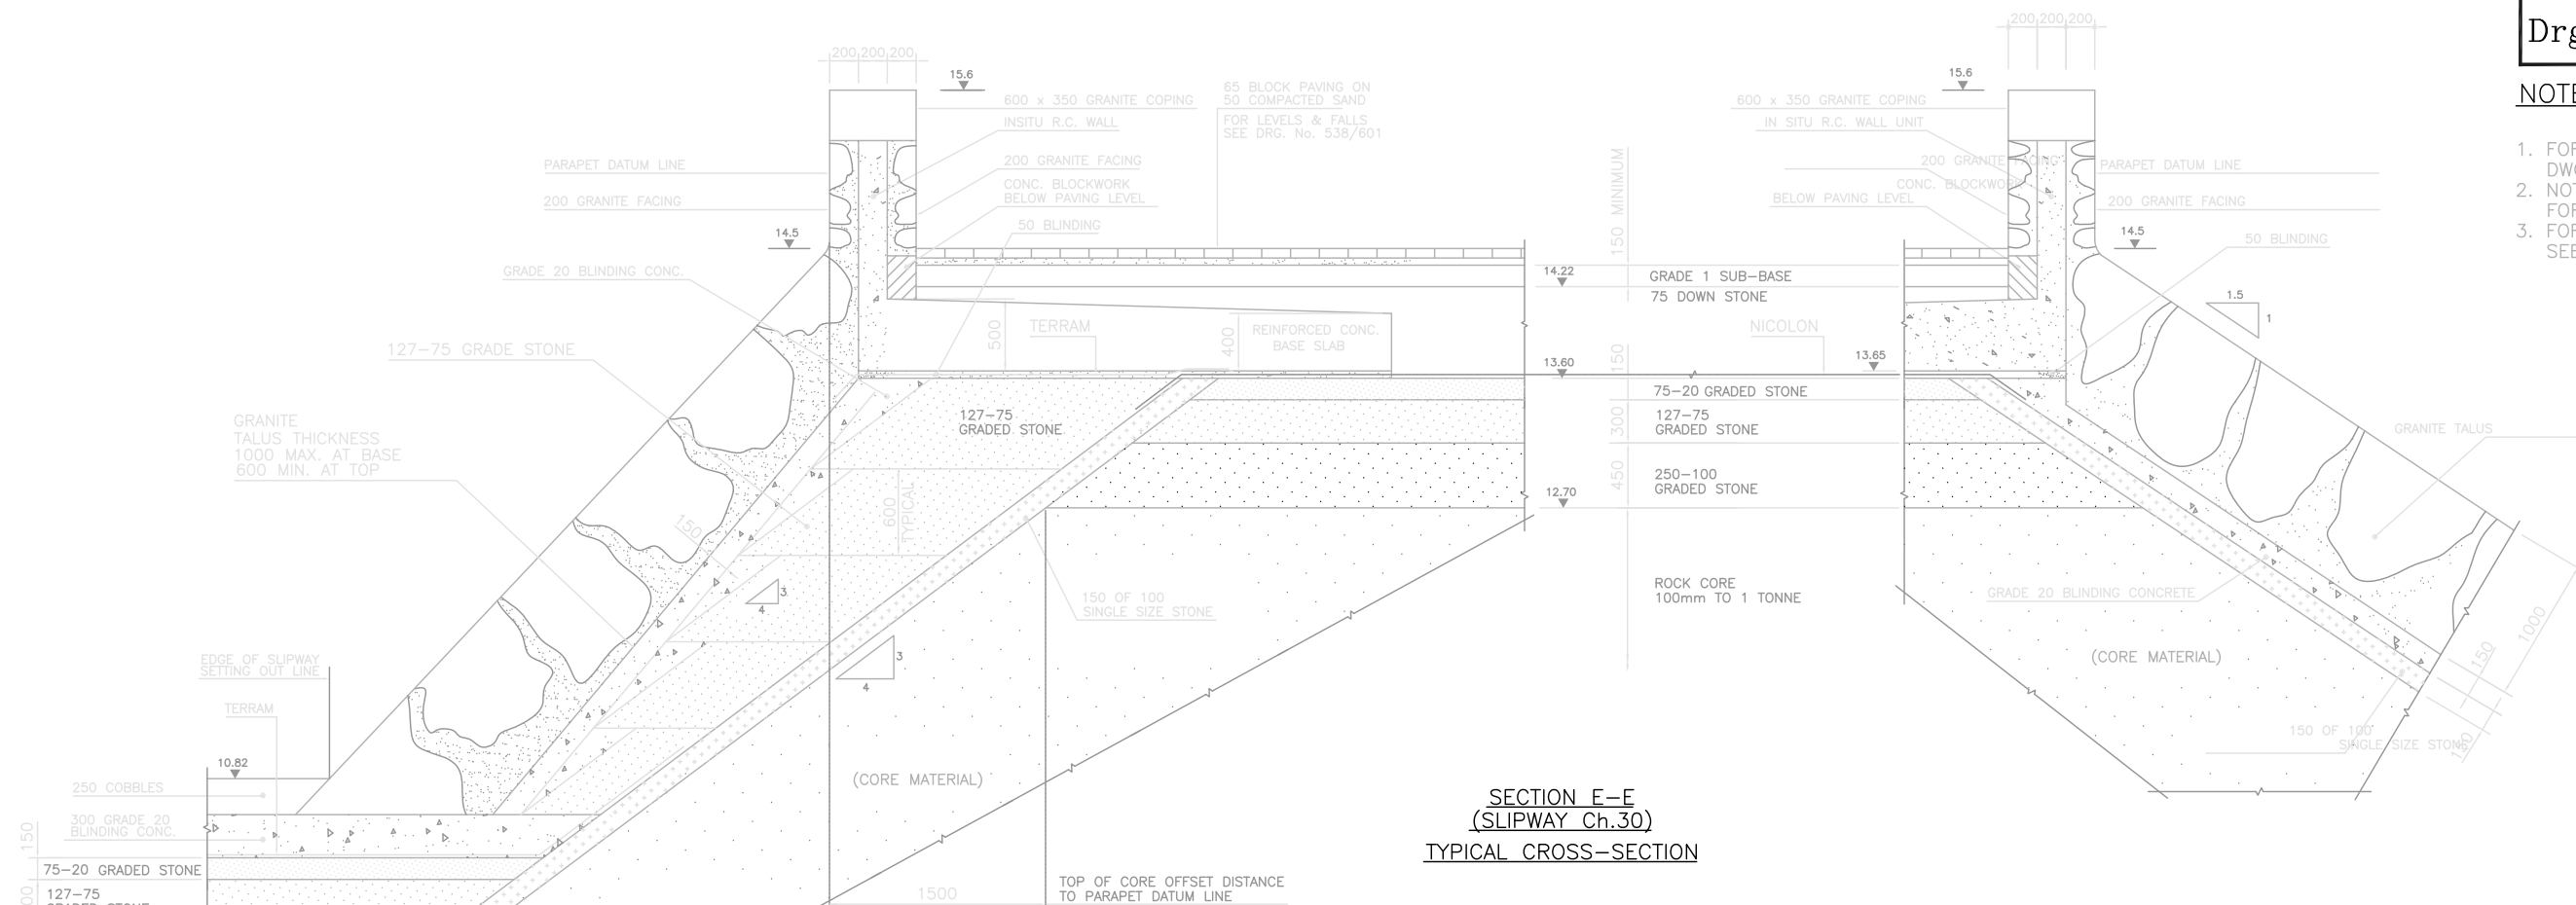 200 200 200
15.6
600 x 350 GRANITE COPING
INSITU R.C. WALL
200 GRANITE FACING
CONC. BLOCKWORK
BELOW PAVING LEVEL
50 BLINDING
65 BLOCK PAVING ON
50 COMPACTED SAND
FOR LEVELS & FALLS
SEE DRG. No. 538/601
PARAPET DATUM LINE
200 GRANITE FACING
14.5
GRADE 20 BLINDING CONC.
127-75 GRADE STONE
GRANITE
TALUS THICKNESS
1000 MAX. AT BASE
600 MIN. AT TOP
500
TERRAM
400
REINFORCED CONC.
BASE SLAB
127-75
GRADED STONE
600
TYPICAL
150
3
4
3
4
150 OF 100
SINGLE SIZE STONE
EDGE OF SLIPWAY
SETTING OUT LINE
TERRAM
10.82
250 COBBLES
300 GRADE 20
BLINDING CONC.
150
75-20 GRADED STONE
127-75
(CORE MATERIAL)
1500
TOP OF CORE OFFSET DISTANCE
TO PARAPET DATUM LINE
150 MINIMUM
14.22
GRADE 1 SUB-BASE
75 DOWN STONE
13.60
150
75-20 GRADED STONE
300
127-75
GRADED STONE
450
250-100
GRADED STONE
12.70
ROCK CORE
100mm TO 1 TONNE
NICOLON
13.65
200 200 200
15.6
600 x 350 GRANITE COPING
IN SITU R.C. WALL UNIT
200 GRANITE FACING
CONC. BLOCKWORK
BELOW PAVING LEVEL
PARAPET DATUM LINE
200 GRANITE FACING
14.5
50 BLINDING
1.5
1
GRANITE TALUS
GRADE 20 BLINDING CONCRETE
(CORE MATERIAL)
1000
150
150
150 OF 100
SINGLE SIZE STONE
SECTION E-E
(SLIPWAY Ch.30)
TYPICAL CROSS-SECTION
Drg
NOTE
1. FOR
DWG
2. NOT
FOR
3. FOR
SEE